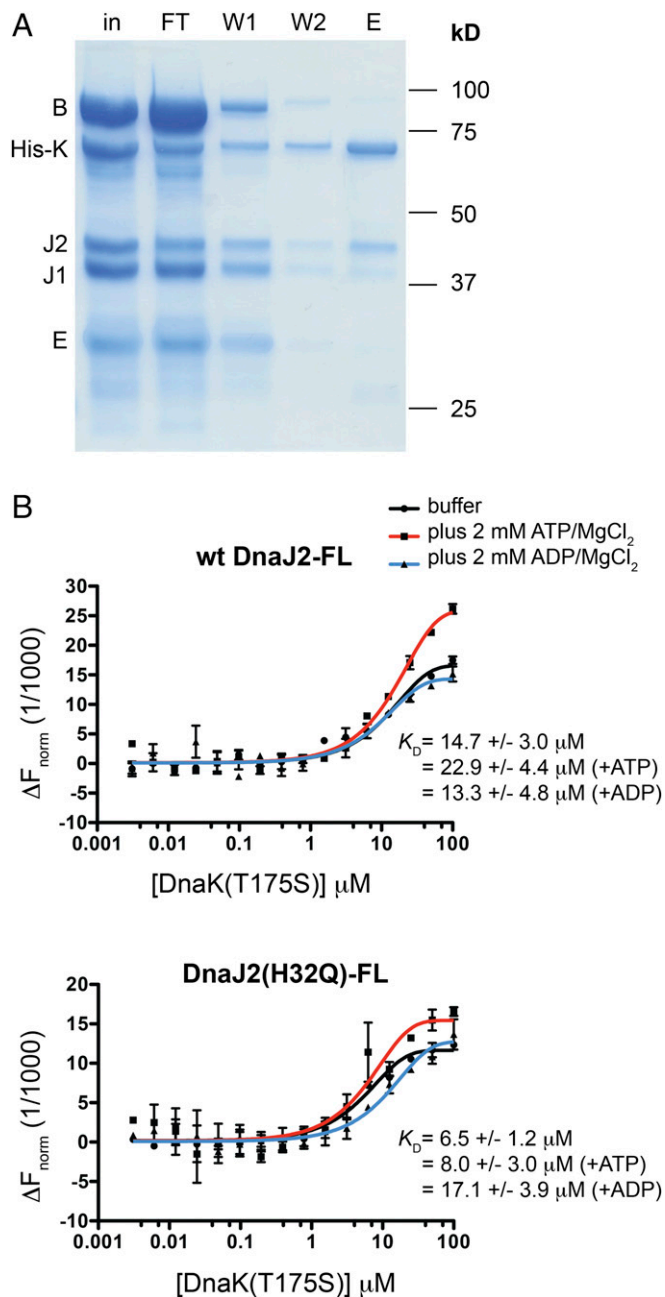 A
in FT W1 W2 E kD
B
His-K
J2
J1
E
100
75
50
37
25
B
buffer
plus 2 mM ATP/MgCl₂
plus 2 mM ADP/MgCl₂
wt DnaJ2-FL
30
25
20
15
10
5
0
-5
-10
ΔFnorm (1/1000)
KD = 14.7 +/- 3.0 μM
= 22.9 +/- 4.4 μM (+ATP)
= 13.3 +/- 4.8 μM (+ADP)
0.001 0.01 0.1 1 10 100
[DnaK(T175S)] μM
DnaJ2(H32Q)-FL
20
15
10
5
0
-5
-10
ΔFnorm (1/1000)
KD = 6.5 +/- 1.2 μM
= 8.0 +/- 3.0 μM (+ATP)
= 17.1 +/- 3.9 μM (+ADP)
0.001 0.01 0.1 1 10 100
[DnaK(T175S)] μM